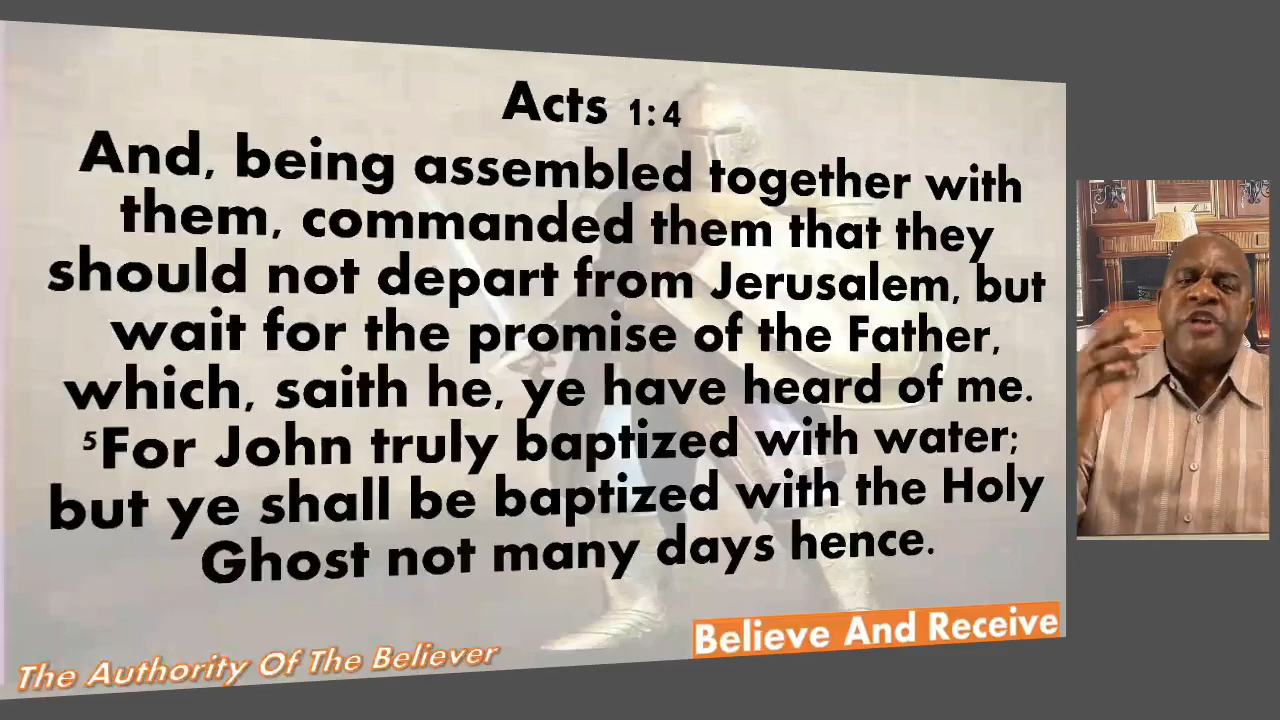 Acts 1:4
And, being assembled together with
them, commanded them that they
should not depart from Jerusalem, but
wait for the promise of the Father,
which, saith he, ye have heard of me.
⁵For John truly baptized with water;
but ye shall be baptized with the Holy
Ghost not many days hence.
Believe And Receive
The Authority Of The Believer